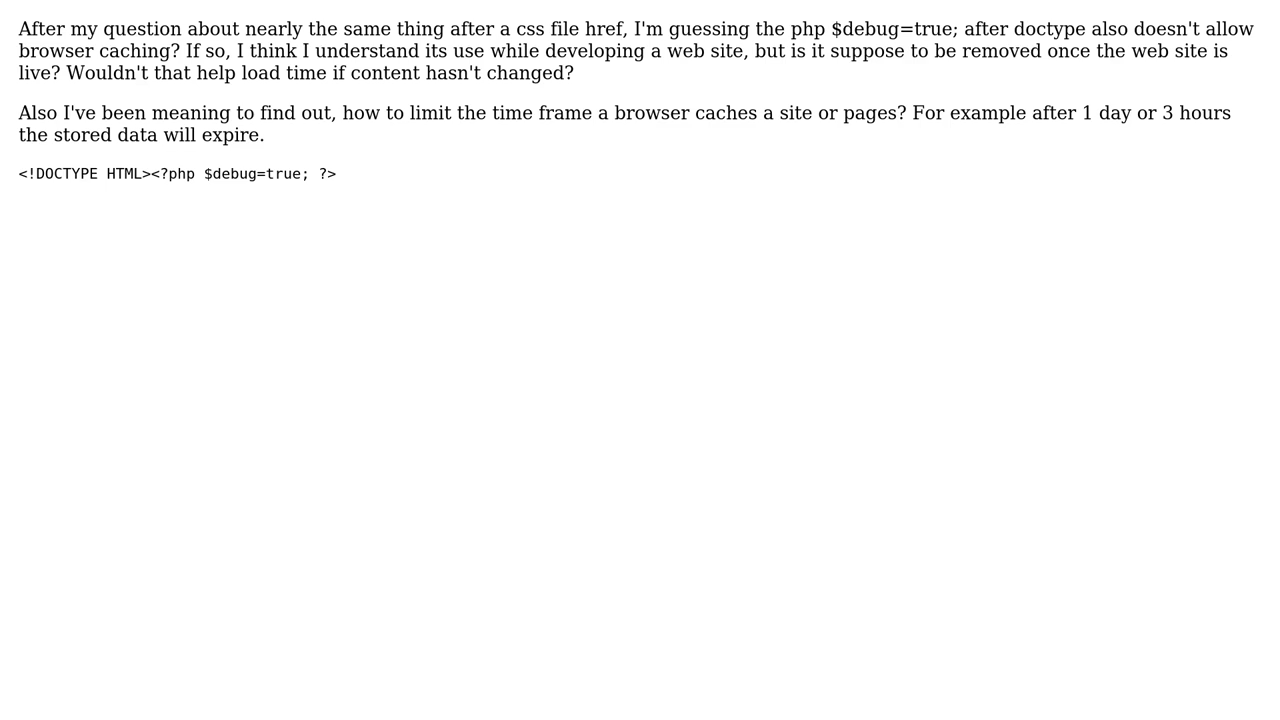 After my question about nearly the same thing after a css file href, I'm guessing the php $debug=true; after doctype also doesn't allow
browser caching? If so, I think I understand its use while developing a web site, but is it suppose to be removed once the web site is
live? Wouldn't that help load time if content hasn't changed?
Also I've been meaning to find out, how to limit the time frame a browser caches a site or pages? For example after 1 day or 3 hours
the stored data will expire.
<!DOCTYPE HTML><?php $debug=true; ?>